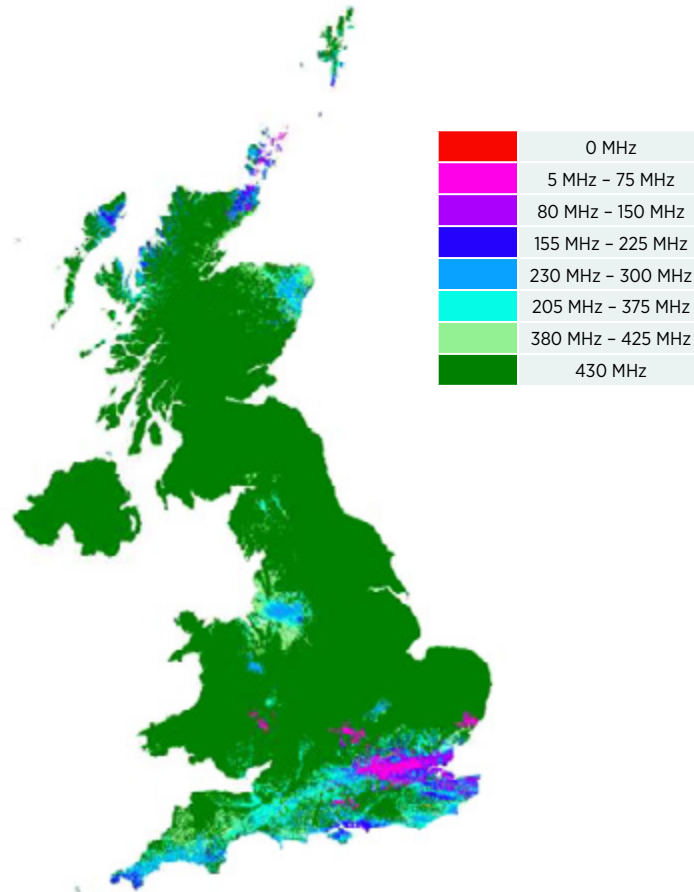 0 MHz
5 MHz – 75 MHz
80 MHz – 150 MHz
155 MHz – 225 MHz
230 MHz – 300 MHz
205 MHz – 375 MHz
380 MHz – 425 MHz
430 MHz